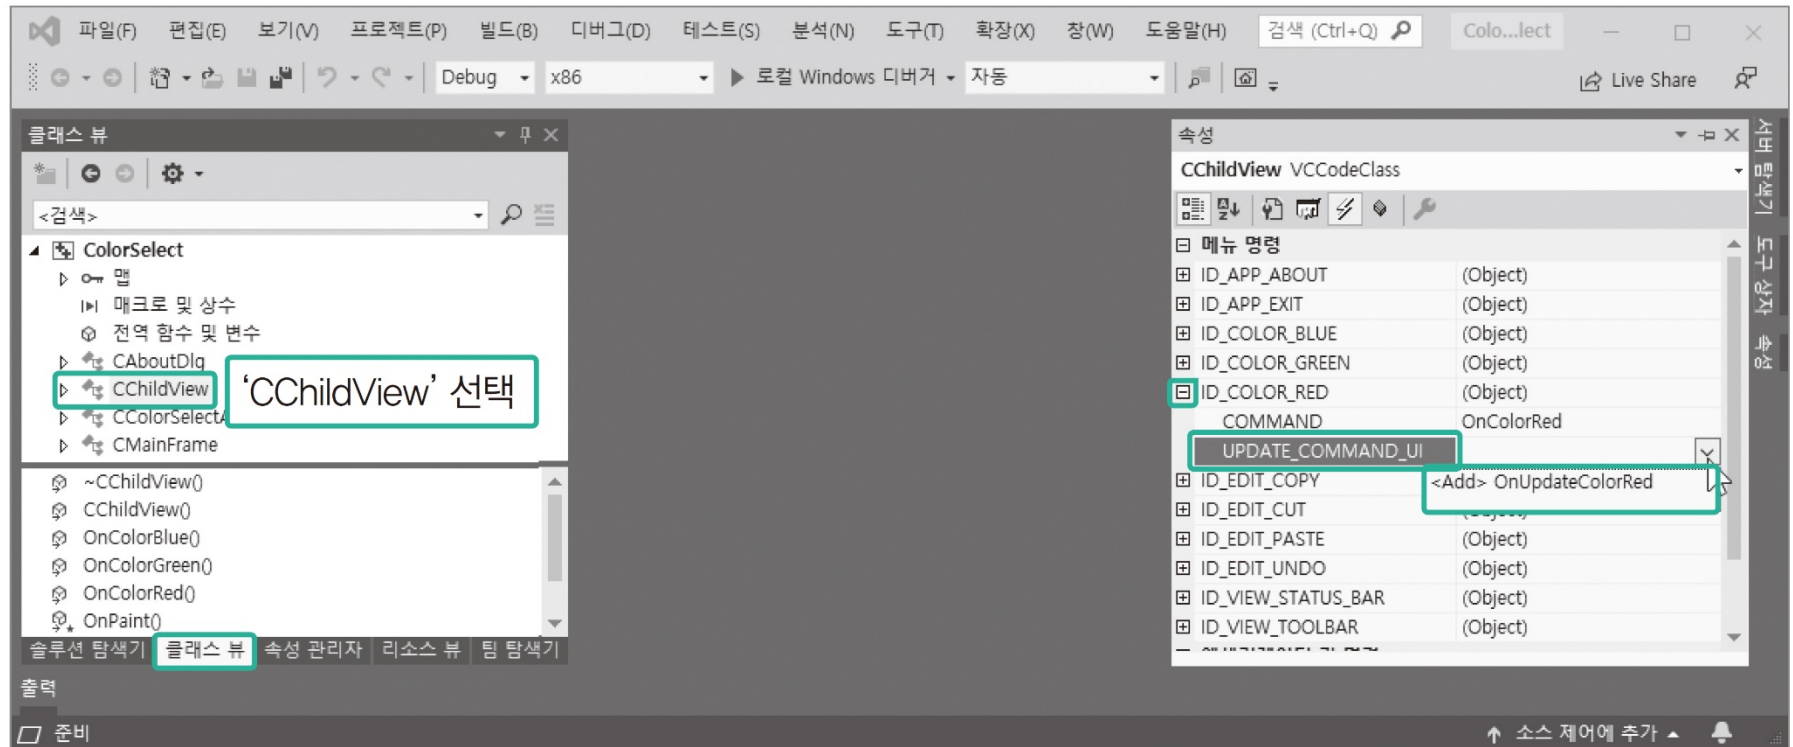 파일(F) 편집(E) 보기(V) 프로젝트(P) 빌드(B) 디버그(D) 테스트(S) 분석(N) 도구(T) 확장(X) 창(W) 도움말(H) 검색 (Ctrl+Q) Colo...lect
Debug x86 로컬 Windows 디버거 자동 Live Share
클래스 뷰
<검색>
ColorSelect
맵
매크로 및 상수
전역 함수 및 변수
CAboutDlg
CChildView
'CChildView' 선택
CColorSelectA
CMainFrame
~CChildView()
CChildView()
OnColorBlue()
OnColorGreen()
OnColorRed()
OnPaint()
솔루션 탐색기 클래스 뷰 속성 관리자 리소스 뷰 팀 탐색기
속성
CChildView VCCodeClass
메뉴 명령
ID_APP_ABOUT (Object)
ID_APP_EXIT (Object)
ID_COLOR_BLUE (Object)
ID_COLOR_GREEN (Object)
ID_COLOR_RED (Object)
COMMAND OnColorRed
UPDATE_COMMAND_UI
ID_EDIT_COPY <Add> OnUpdateColorRed
ID_EDIT_CUT
ID_EDIT_PASTE (Object)
ID_EDIT_UNDO (Object)
ID_VIEW_STATUS_BAR (Object)
ID_VIEW_TOOLBAR (Object)
서버 탐색기
도구 상자
속성
출력
준비 소스 제어에 추가